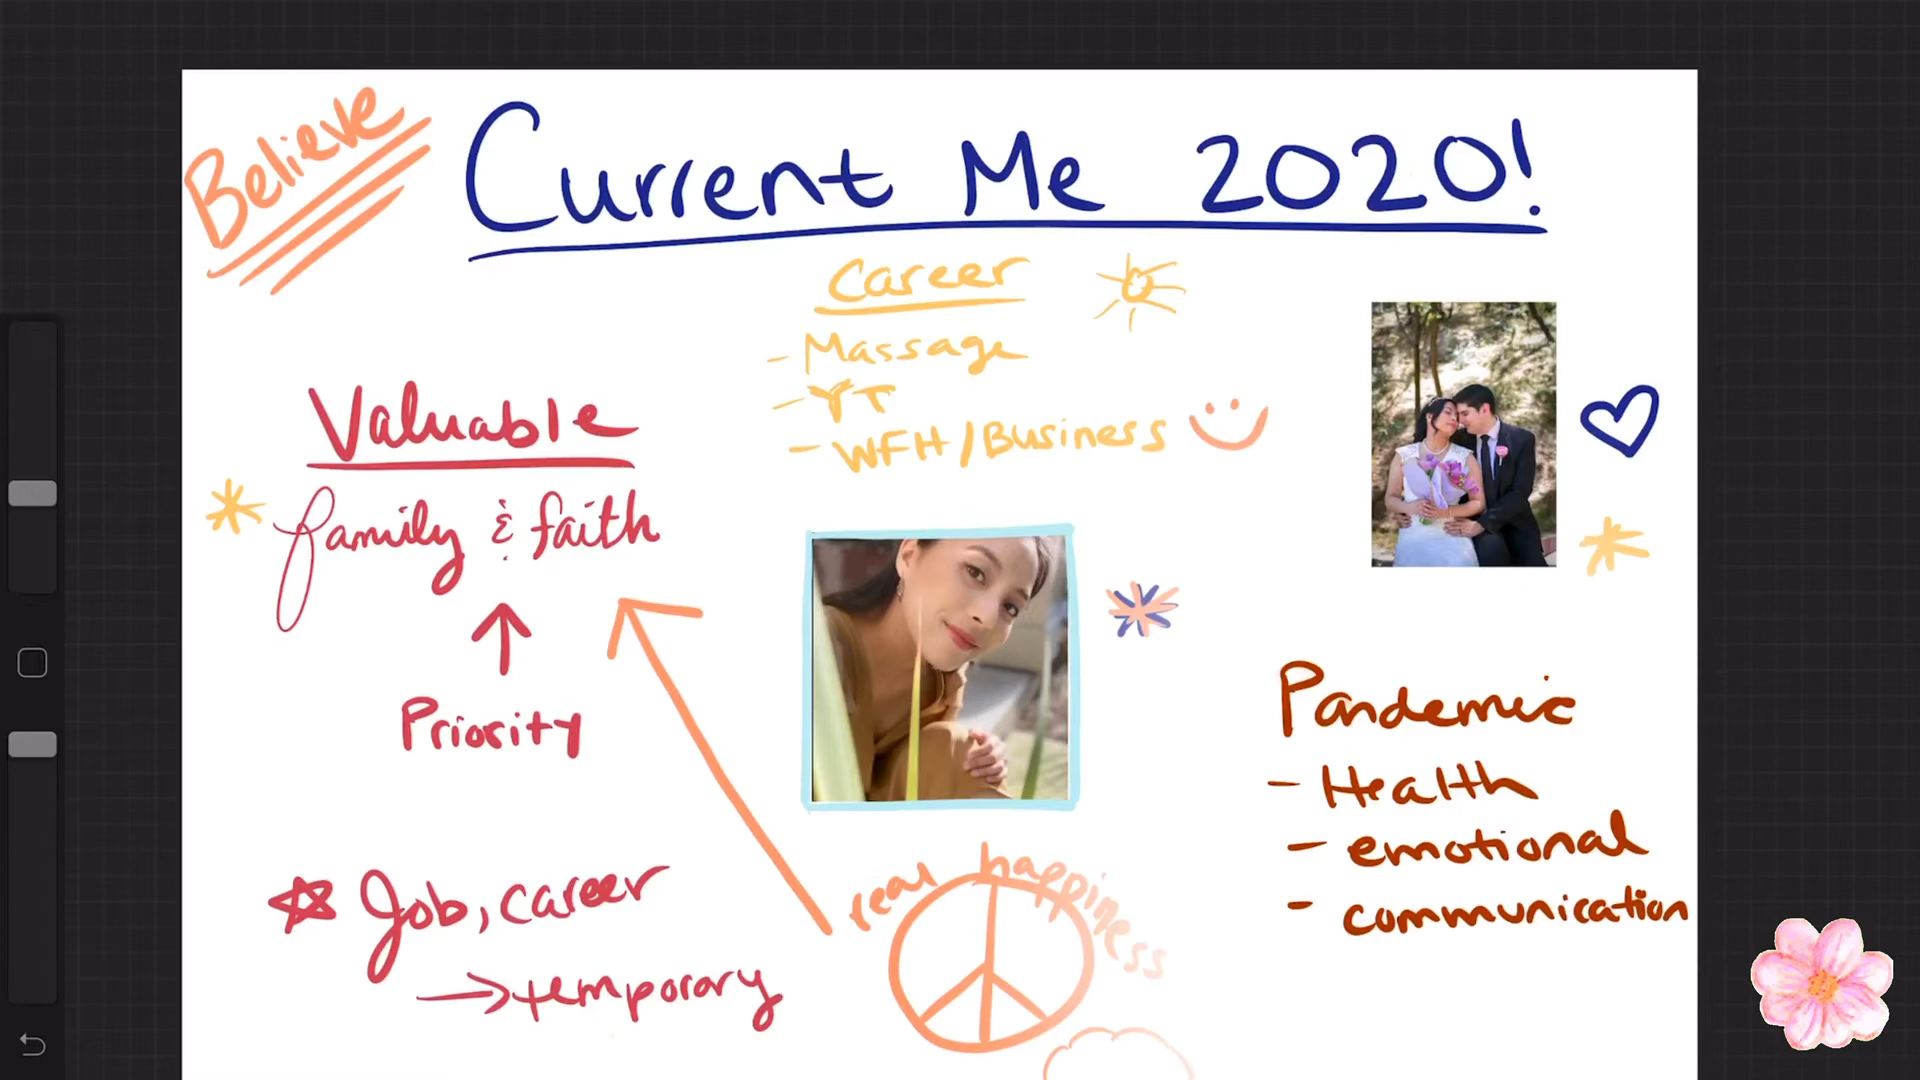 Believe
Current Me 2020!
Career
- Massage
- YT
- WFH/Business
Valuable
family & faith
Priority
Job, career
→ temporary
real happiness
Pandemic
- Health
- emotional
- communication